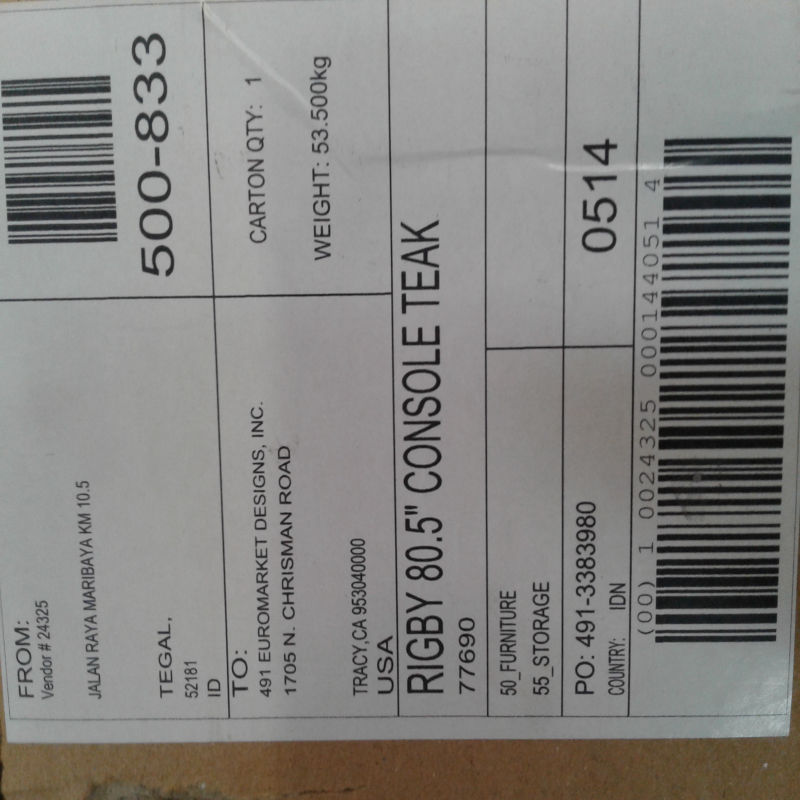 FROM:
Vendor # 24325
JALAN RAYA MARIBAYA KM 10.5
TEGAL,
52181
ID
500-833
TO:
491 EUROMARKET DESIGNS, INC.
1705 N. CHRISMAN ROAD
TRACY,CA 953040000
USA
CARTON QTY: 1
WEIGHT: 53.500kg
RIGBY 80.5" CONSOLE TEAK
77690
50_FURNITURE
55_STORAGE
PO: 491-3383980
COUNTRY: IDN
0514
(00) 1 0024325 000144051 4